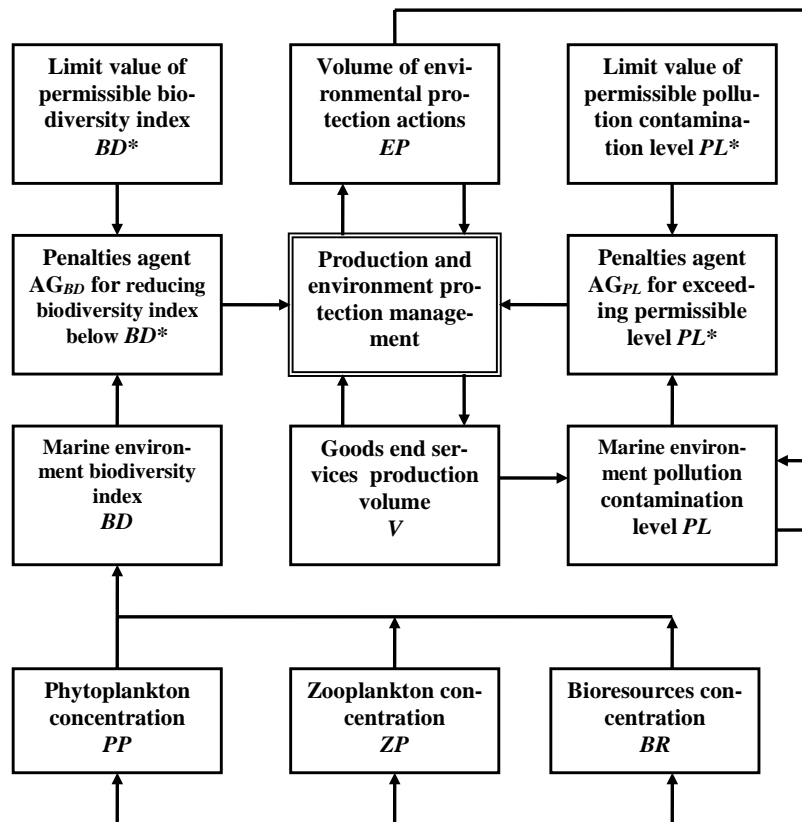 Limit value of
permissible bio-
diversity index
BD*
Volume of envi-
ronmental pro-
tection actions
EP
Limit value of
permissible pollu-
tion contamina-
tion level PL*
Penalties agent
AG_BD for reducing
biodiversity index
below BD*
Production and
environment pro-
tection manage-
ment
Penalties agent
AG_PL for exceed-
ing permissible
level PL*
Marine environ-
ment biodiversity
index
BD
Goods end ser-
vices production
volume
V
Marine environ-
ment pollution
contamination
level PL
Phytoplankton
concentration
PP
Zooplankton con-
centration
ZP
Bioresources con-
centration
BR